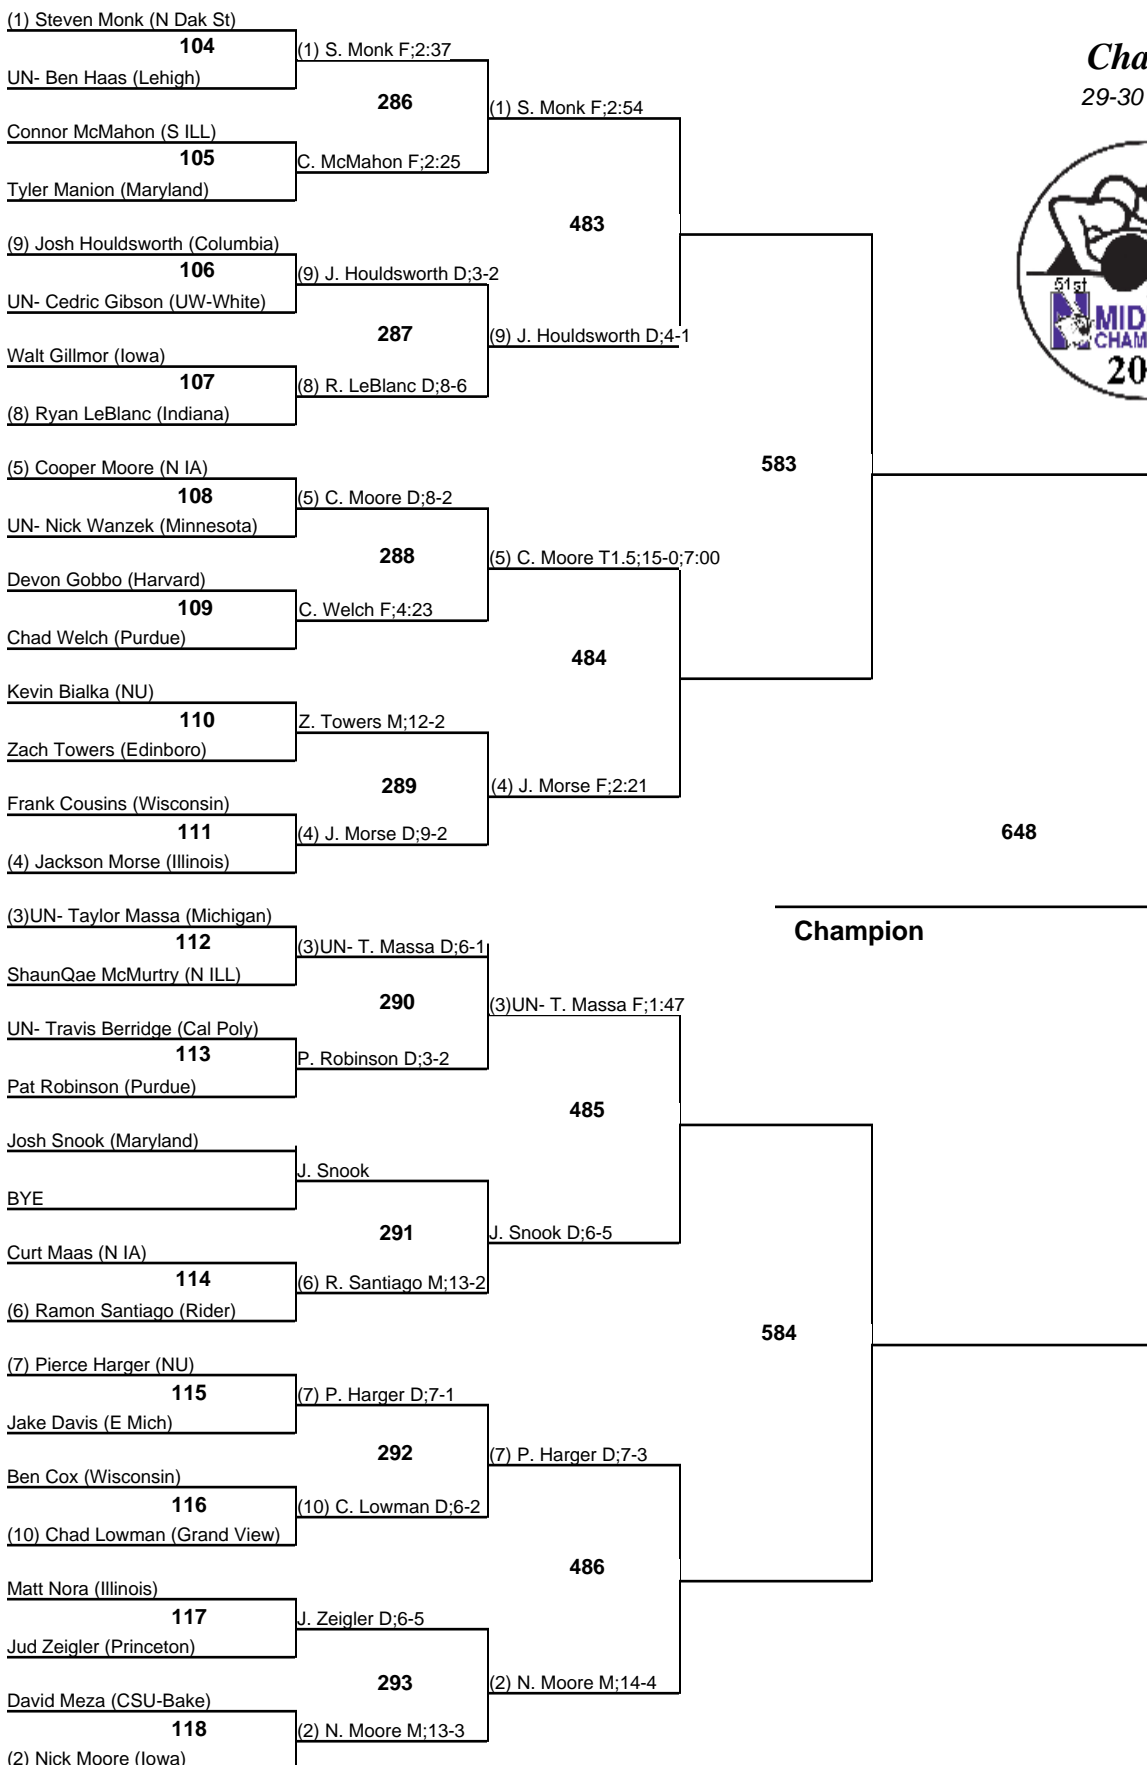 (1) Steven Monk (N Dak St)
104
UN- Ben Haas (Lehigh)
(1) S. Monk F;2:37
286
Connor McMahon (S ILL)
105
Tyler Manion (Maryland)
C. McMahon F;2:25
(1) S. Monk F;2:54
483
(9) Josh Houldsworth (Columbia)
106
UN- Cedric Gibson (UW-White)
(9) J. Houldsworth D;3-2
287
Walt Gillmor (Iowa)
107
(8) Ryan LeBlanc (Indiana)
(8) R. LeBlanc D;8-6
(9) J. Houldsworth D;4-1
583
(5) Cooper Moore (N IA)
108
UN- Nick Wanzek (Minnesota)
(5) C. Moore D;8-2
288
Devon Gobbo (Harvard)
109
Chad Welch (Purdue)
C. Welch F;4:23
(5) C. Moore T1.5;15-0;7:00
484
Kevin Bialka (NU)
110
Zach Towers (Edinboro)
Z. Towers M;12-2
289
Frank Cousins (Wisconsin)
111
(4) Jackson Morse (Illinois)
(4) J. Morse D;9-2
(4) J. Morse F;2:21
648
Champion
(3)UN- Taylor Massa (Michigan)
112
ShaunQae McMurtry (N ILL)
(3)UN- T. Massa D;6-1
290
UN- Travis Berridge (Cal Poly)
113
Pat Robinson (Purdue)
P. Robinson D;3-2
(3)UN- T. Massa F;1:47
485
Josh Snook (Maryland)
BYE
J. Snook
291
Curt Maas (N IA)
114
(6) Ramon Santiago (Rider)
(6) R. Santiago M;13-2
J. Snook D;6-5
584
(7) Pierce Harger (NU)
115
Jake Davis (E Mich)
(7) P. Harger D;7-1
292
Ben Cox (Wisconsin)
116
(10) Chad Lowman (Grand View)
(10) C. Lowman D;6-2
(7) P. Harger D;7-3
486
Matt Nora (Illinois)
117
Jud Zeigler (Princeton)
J. Zeigler D;6-5
293
David Meza (CSU-Bake)
118
(2) Nick Moore (Iowa)
(2) N. Moore M;13-3
(2) N. Moore M;14-4
Cha
29-30
51st
N
MID
CHAM
20